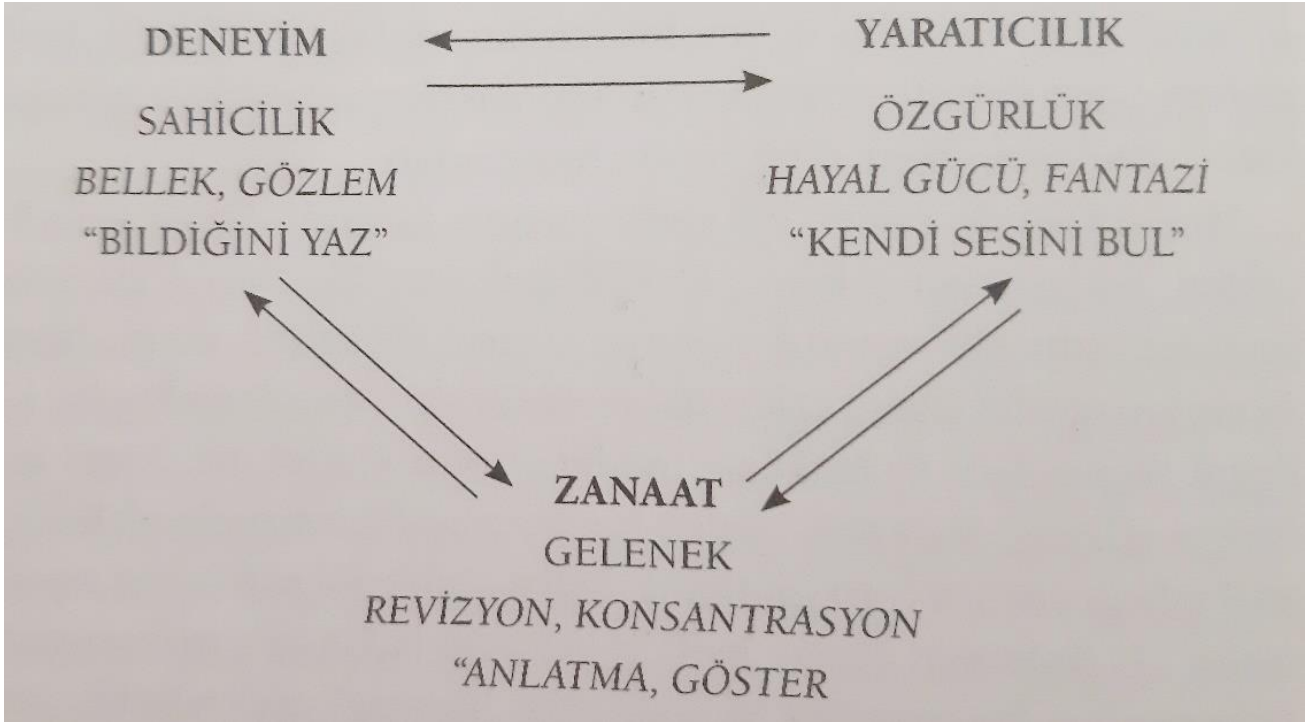 DENEYİM
SAHİCİLİK
BELLEK, GÖZLEM
“BİLDİĞİNİ YAZ”
YARATICILIK
ÖZGÜRLÜK
HAYAL GÜCÜ, FANTAZİ
“KENDİ SESİNİ BUL”
ZANAAT
GELENEK
REVİZYON, KONSANTRASYON
“ANLATMA, GÖSTER